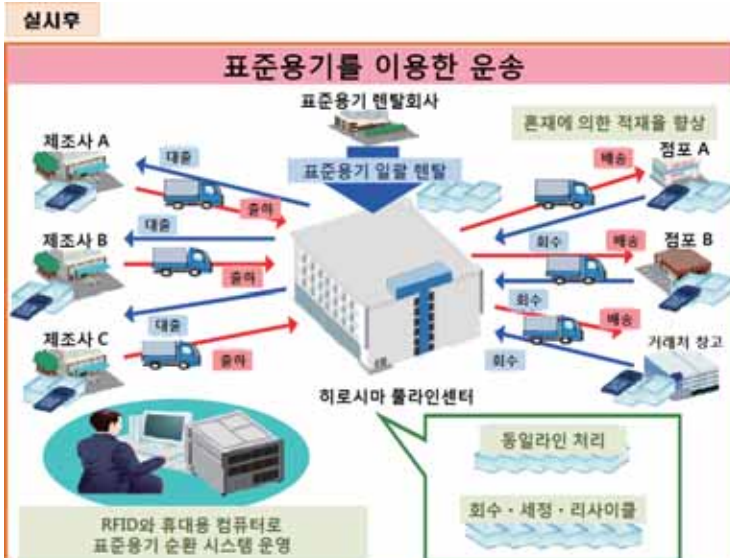 실시후
표준용기를 이용한 운송
표준용기 렌탈회사
혼재에 의한 적재율 향상
제조사 A
대출
표준용기 일괄 렌탈
배송
점포 A
출하
대출
제조사 B
회수
배송
점포 B
출하
회수
대출
배송
제조사 C
출하
회수
거래처 창고
히로시마 풀라인센터
동일라인 처리
회수・세정・리사이클
RFID와 휴대용 컴퓨터로
표준용기 순환 시스템 운영